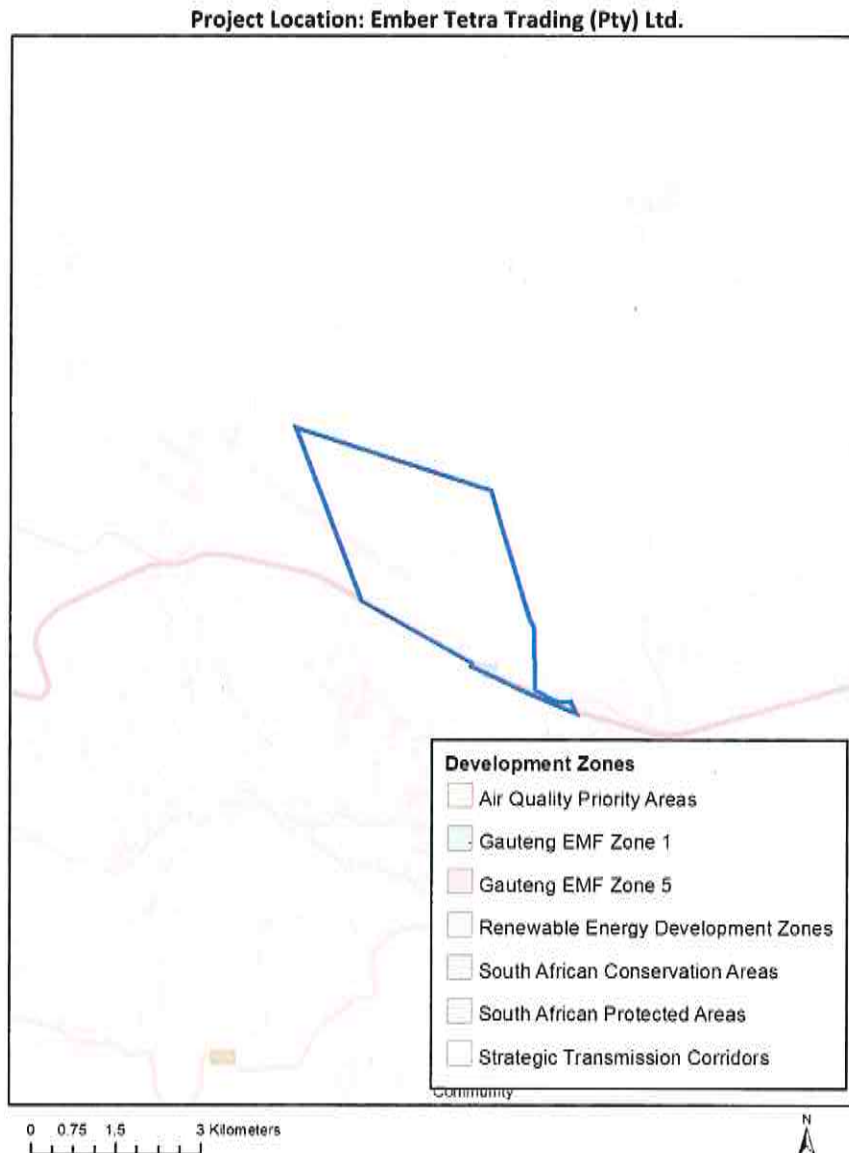 Project Location: Ember Tetra Trading (Pty) Ltd.
Development Zones
Air Quality Priority Areas
Gauteng EMF Zone 1
Gauteng EMF Zone 5
Renewable Energy Development Zones
South African Conservation Areas
South African Protected Areas
Strategic Transmission Corridors
Community
0 0.75 1.5 3 Kilometers
N